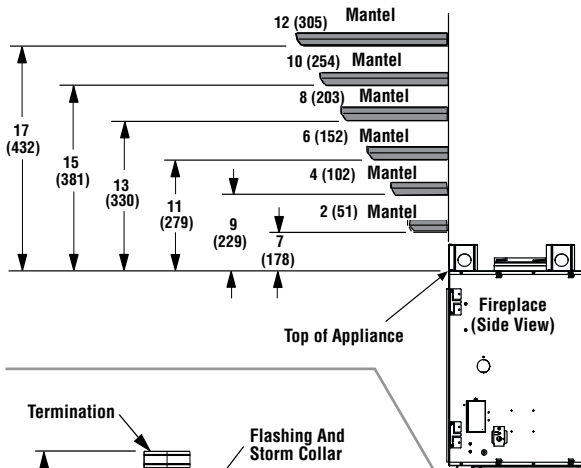 12 (305) Mantel
10 (254) Mantel
8 (203) Mantel
6 (152) Mantel
4 (102) Mantel
2 (51) Mantel
17
(432)
15
(381)
13
(330)
11
(279)
9
(229)
7
(178)
Top of Appliance
Fireplace
(Side View)
Termination
Flashing And
Storm Collar